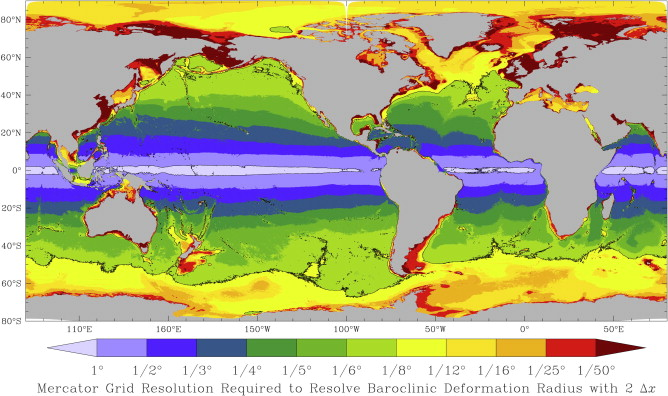 80°N
60°N
40°N
20°N
0°
20°S
40°S
60°S
80°S
110°E 160°E 150°W 100°W 50°W 0°E 50°E
1° 1/2° 1/3° 1/4° 1/5° 1/6° 1/8° 1/12° 1/16° 1/25° 1/50°
Mercator Grid Resolution Required to Resolve Baroclinic Deformation Radius with 2 Δx